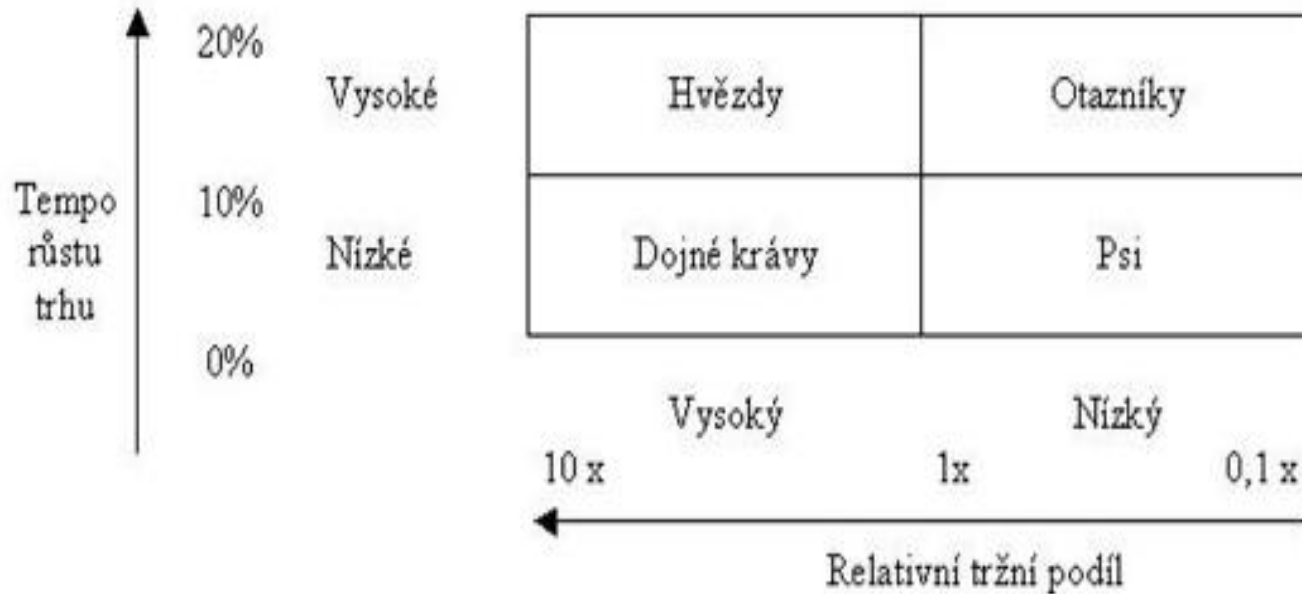 20%
Vysoké
Hvězdy
Otazníky
Tempo
růstu
trhu
10%
Nízké
Dojné krávy
Psi
0%
Vysoký
Nízký
10 x
1x
0,1 x
Relativní tržní podíl